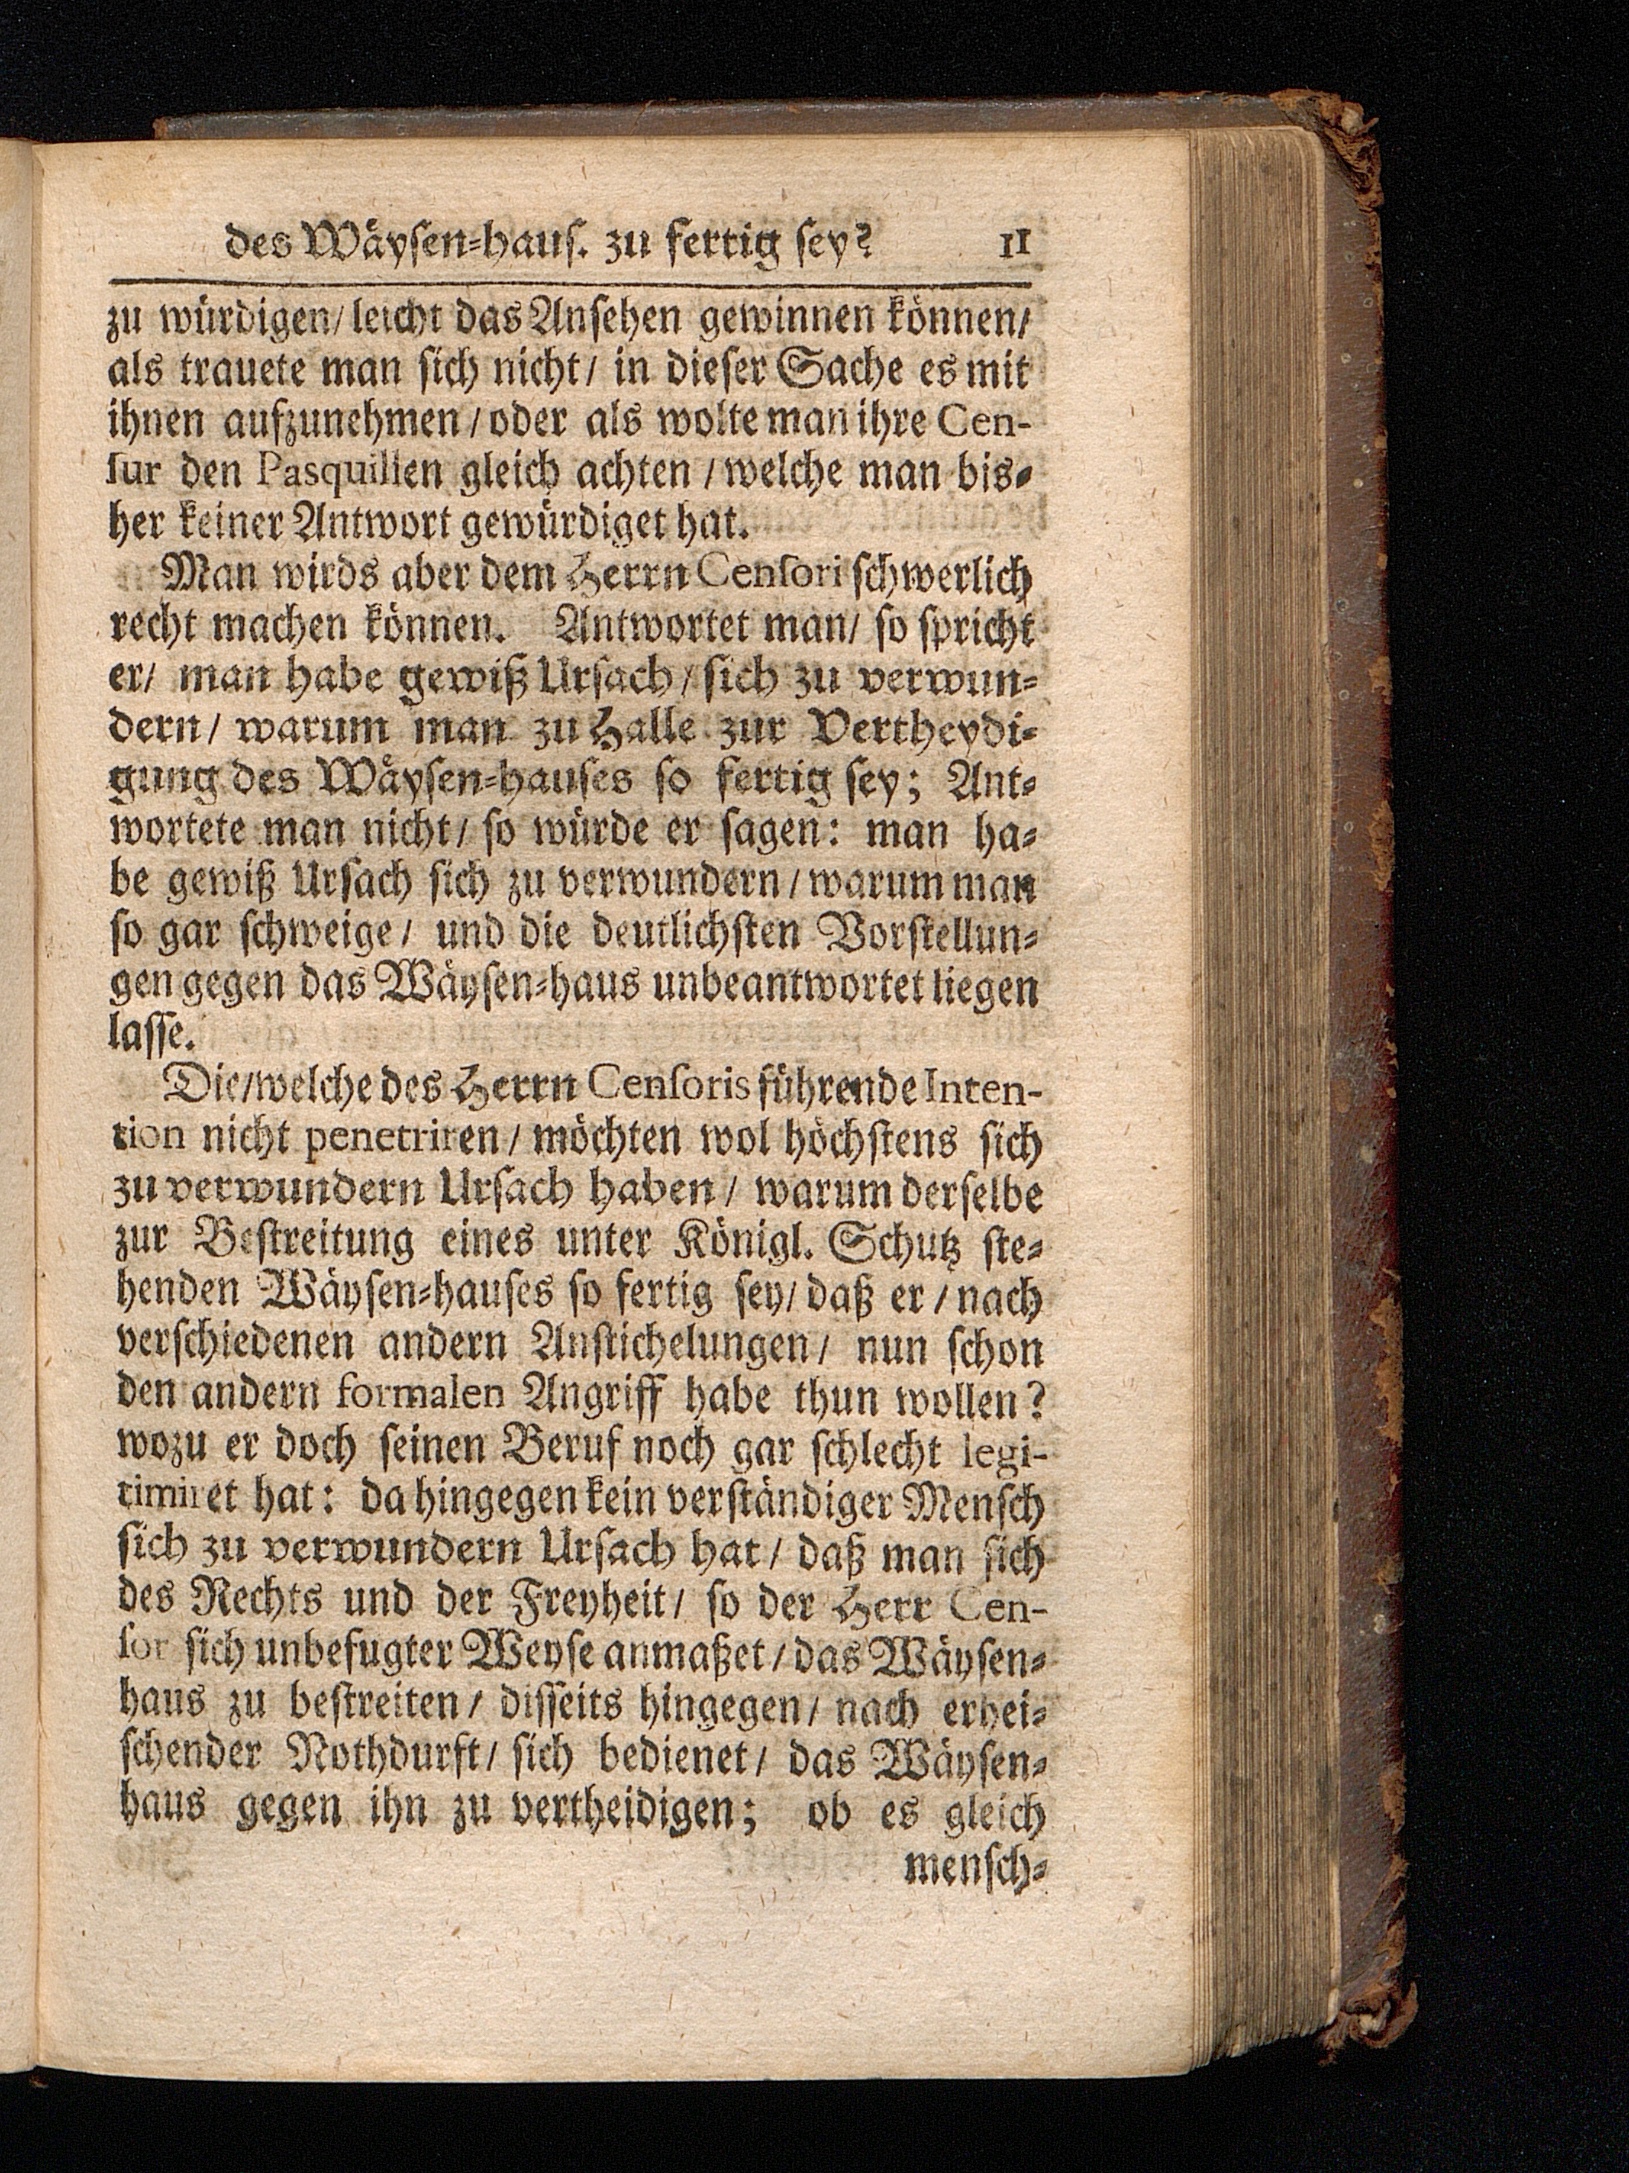 des Wäyſen-hauſ. zu fertig ſey? 11
zu würdigen/ leicht das Anſehen gewinnen können/
als trauete man ſich nicht/ in dieſer Sache es mit
ihnen aufzunehmen/ oder als wolte man ihre Cen-
ſur den Pasquillen gleich achten/ welche man bis-
her keiner Antwort gewürdiget hat.
Man wirds aber dem Herrn Cenſori ſchwerlich
recht machen können. Antwortet man/ ſo ſpricht
er/ man habe gewiß Urſach/ ſich zu verwun-
dern/ warum man zu Halle zur Vertheydi-
gung des Wäyſen-hauſes ſo fertig ſey; Ant-
wortete man nicht/ ſo würde er ſagen: man ha-
be gewiß Urſach ſich zu verwundern/ warum man
ſo gar ſchweige/ und die deutlichſten Vorſtellun-
gen gegen das Wäyſen-haus unbeantwortet liegen
laſſe.
Die/welche des Herrn Cenſoris führende Inten-
tion nicht penetriren/ möchten wol höchſtens ſich
zu verwundern Urſach haben/ warum derſelbe
zur Beſtreitung eines unter Königl. Schutz ſte-
henden Wäyſen-hauſes ſo fertig ſey/ daß er/ nach
verſchiedenen andern Anſtichelungen/ nun ſchon
den andern formalen Angriff habe thun wollen?
wozu er doch ſeinen Beruf noch gar ſchlecht legi-
timiret hat: da hingegen kein verſtändiger Menſch
ſich zu verwundern Urſach hat/ daß man ſich
des Rechts und der Freyheit/ ſo der Herr Cen-
ſor ſich unbefugter Weyſe anmaßet/ das Wäyſen-
haus zu beſtreiten/ diſſeits hingegen/ nach erhei-
ſchender Nothdurft/ ſich bedienet/ das Wäyſen-
haus gegen ihn zu vertheidigen; ob es gleich
menſch-